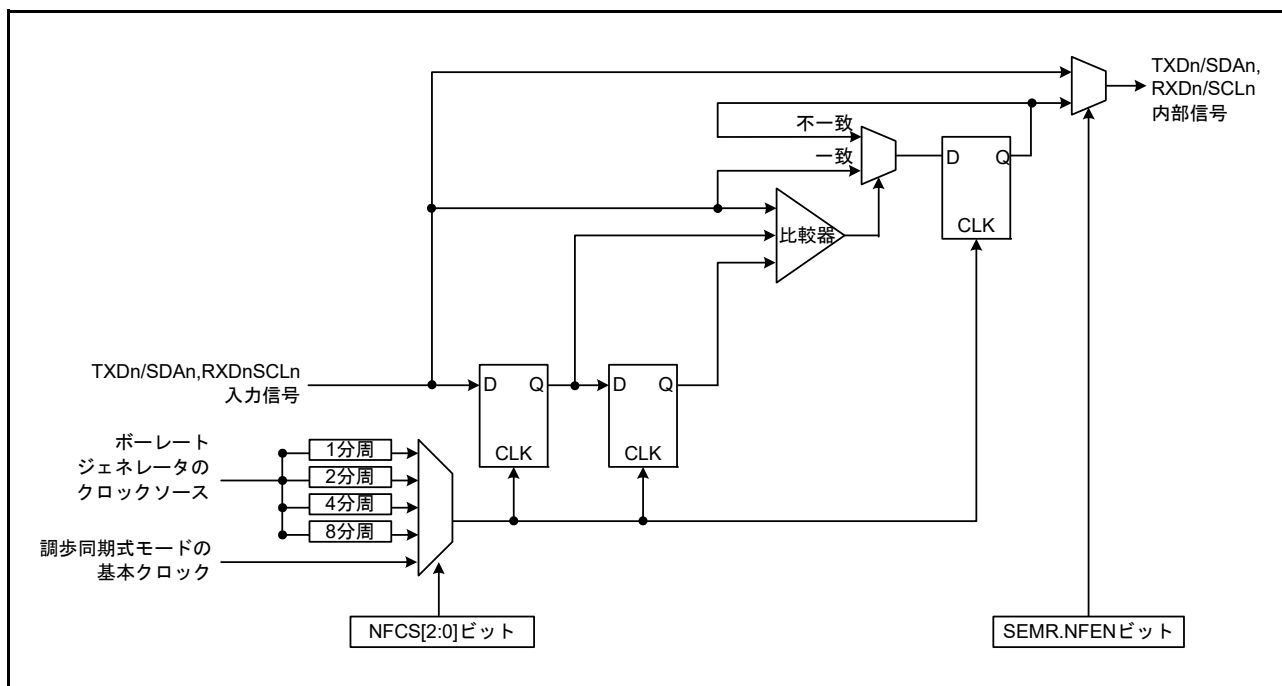 TXDn/SDAn,
RXDn/SCLn
内部信号
不一致
一致
D
Q
CLK
比較器
TXDn/SDAn,RXDnSCLn
入力信号
D
Q
CLK
D
Q
CLK
ボーレート
ジェネレータの
クロックソース
1分周
2分周
4分周
8分周
調歩同期式モードの
基本クロック
NFCS[2:0]ビット
SEMR.NFENビット